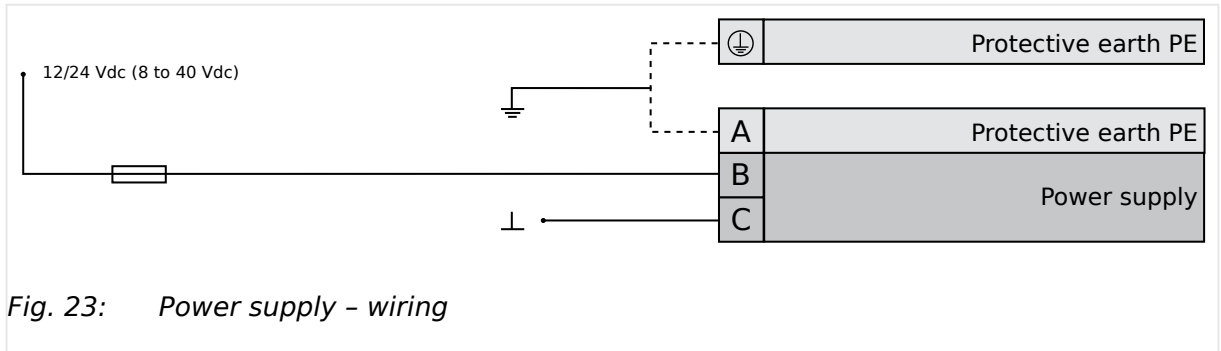 Protective earth PE
12/24 Vdc (8 to 40 Vdc)
A Protective earth PE
B
Power supply
C
Fig. 23: Power supply – wiring